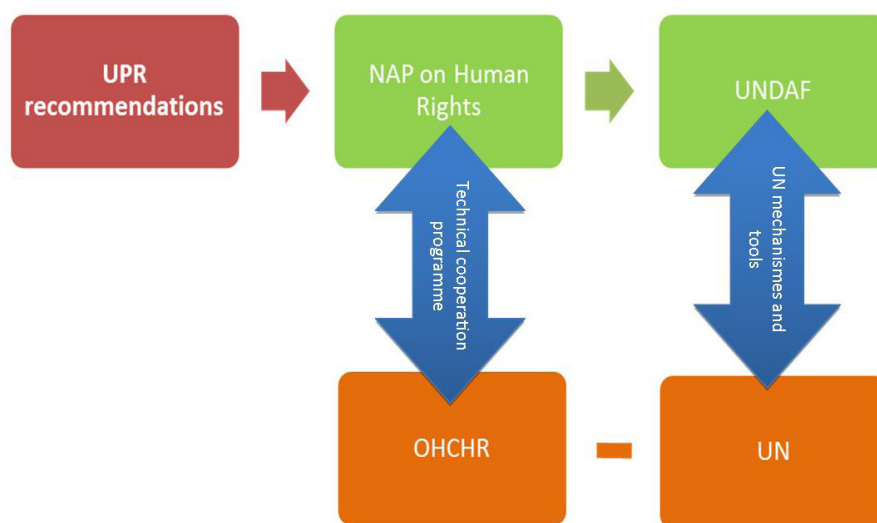 UPR
recommendations
NAP on Human
Rights
UNDAF
Technical cooperation
programme
UN mechanismes and
tools
OHCHR
UN